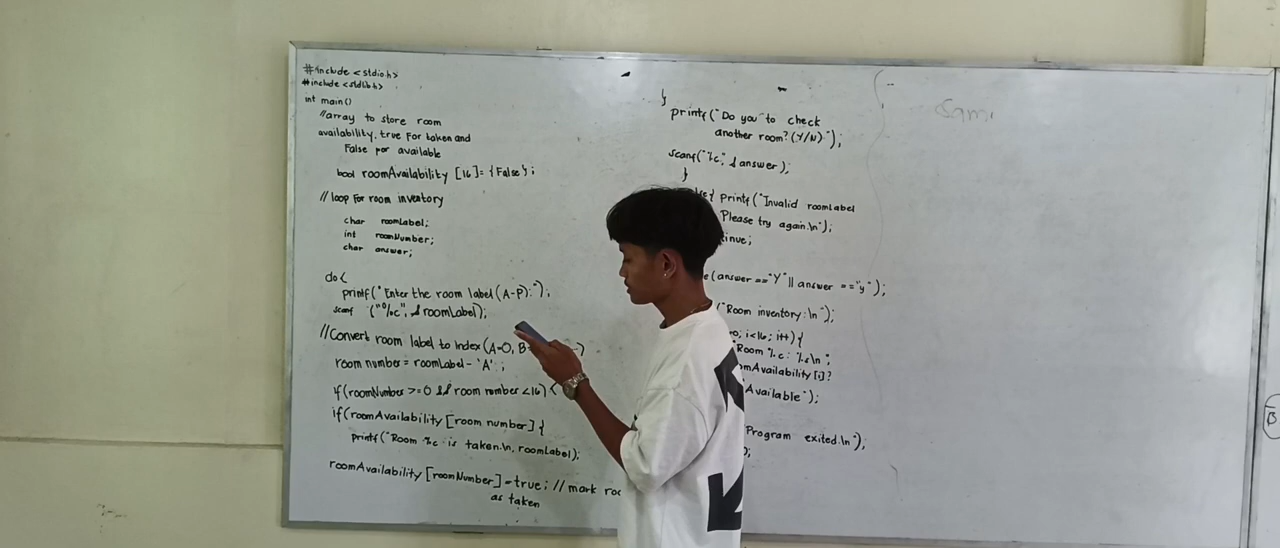 #include <stdio.h>
#include <stdlib.h>
int main()
//array to store room
availability, true For taken and
False for available
bool roomAvailability [16]= {False};
//loop for room inventory
char roomLabel;
int roomNumber;
char answer;
do{
printf("Enter the room label (A-P):");
scanf ("%c", &roomLabel);
//Convert room label to Index (A=0, B=
room number = roomLabel - 'A';
if(roomNumber >=0 && room number <16) {
if(roomAvailability [room number] {
printf("Room %c is taken.\n, roomLabel);
roomAvailability [roomNumber] = true; // mark
as taken
}
printf("Do you to check
another room? (Y/N)");
scanf("%c", &answer);
}
{ printf("Invalid roomLabel
Please try again.\n");
(answer == "Y" || answer == "y");
("Room inventory:\n");
i<16; i++) {
"Room %c: %s\n",
Availability [i]?
Available");
Program exited.\n");
Sam
B